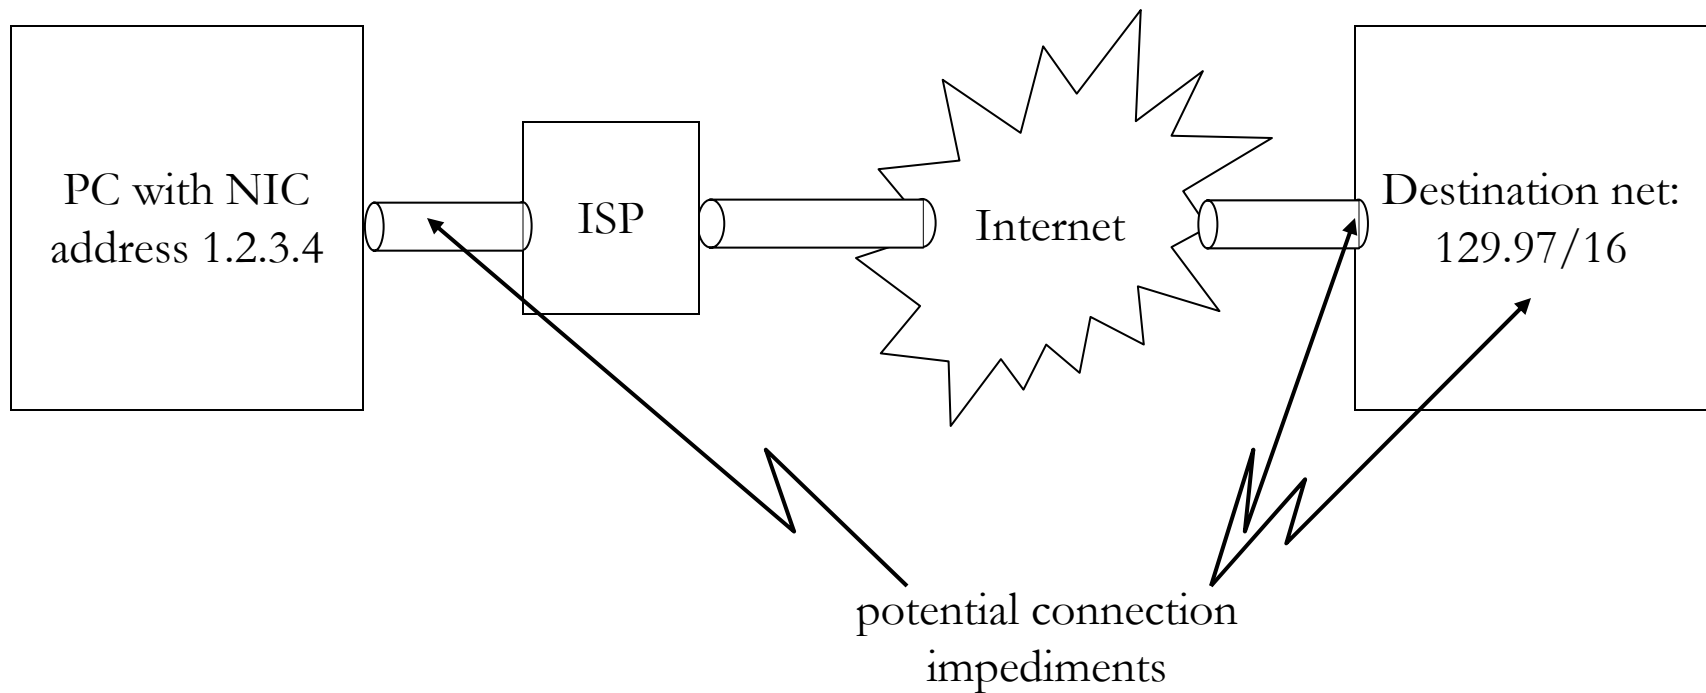 PC with NIC
address 1.2.3.4
ISP
Internet
Destination net:
129.97/16
potential connection
impediments